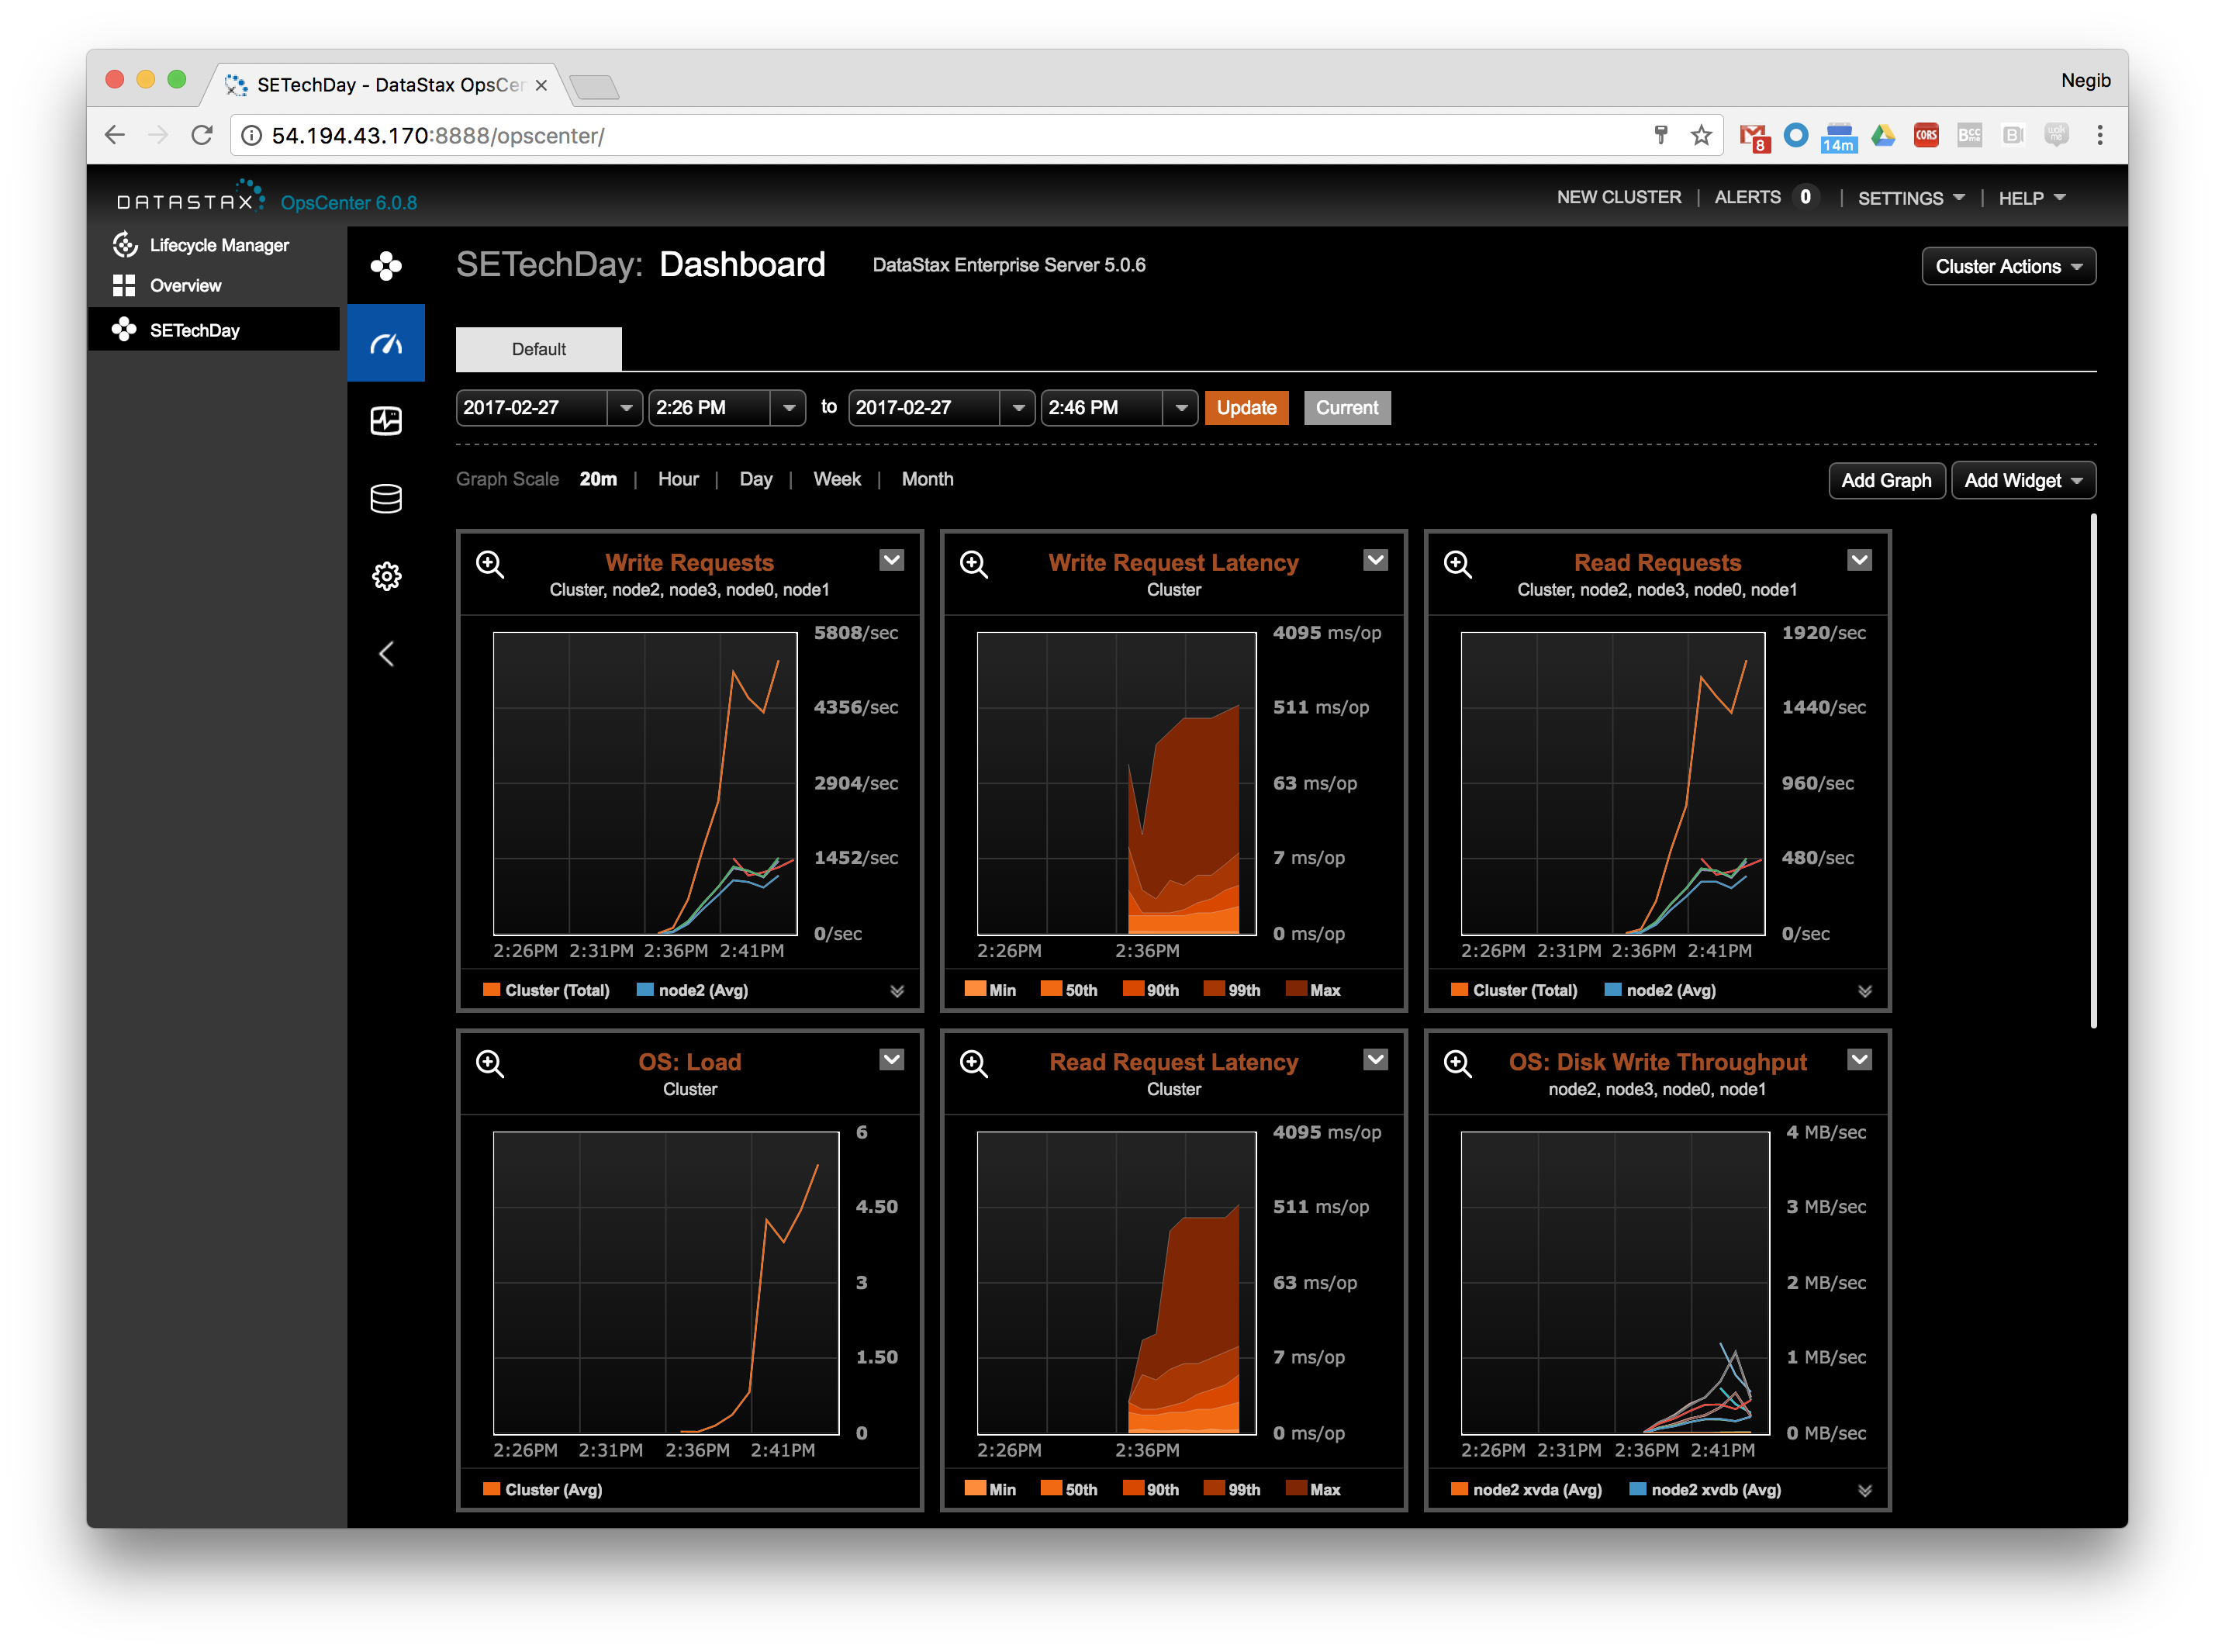 SETechDay - DataStax OpsCen
Negib
54.194.43.170:8888/opscenter/
8
14m
CORS
Bcc
me
B
walk
me
DATASTAX OpsCenter 6.0.8
NEW CLUSTER | ALERTS 0 | SETTINGS | HELP
Lifecycle Manager
Overview
SETechDay
SETechDay: Dashboard DataStax Enterprise Server 5.0.6
Cluster Actions
Default
2017-02-27 2:26 PM to 2017-02-27 2:46 PM Update Current
Graph Scale 20m | Hour | Day | Week | Month
Add Graph Add Widget
Write Requests
Cluster, node2, node3, node0, node1
5808/sec
4356/sec
2904/sec
1452/sec
0/sec
2:26PM 2:31PM 2:36PM 2:41PM
Cluster (Total) node2 (Avg)
Write Request Latency
Cluster
4095 ms/op
511 ms/op
63 ms/op
7 ms/op
0 ms/op
2:26PM 2:36PM
Min 50th 90th 99th Max
Read Requests
Cluster, node2, node3, node0, node1
1920/sec
1440/sec
960/sec
480/sec
0/sec
2:26PM 2:31PM 2:36PM 2:41PM
Cluster (Total) node2 (Avg)
OS: Load
Cluster
6
4.50
3
1.50
0
2:26PM 2:31PM 2:36PM 2:41PM
Cluster (Avg)
Read Request Latency
Cluster
4095 ms/op
511 ms/op
63 ms/op
7 ms/op
0 ms/op
2:26PM 2:36PM
Min 50th 90th 99th Max
OS: Disk Write Throughput
node2, node3, node0, node1
4 MB/sec
3 MB/sec
2 MB/sec
1 MB/sec
0 MB/sec
2:26PM 2:31PM 2:36PM 2:41PM
node2 xvda (Avg) node2 xvdb (Avg)